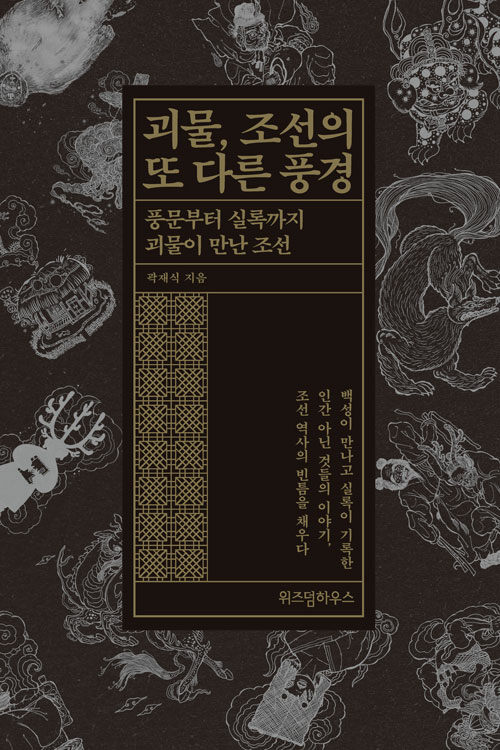 괴물, 조선의
또 다른 풍경
풍문부터 실록까지
괴물이 만난 조선
곽재식 지음
백성이 만나고 실록이 기록한
인간 아닌 것들의 이야기,
조선 역사의 빈틈을 채우다
위즈덤하우스